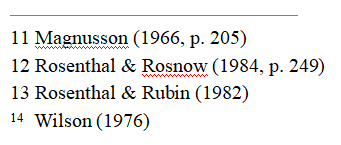 11 Magnusson (1966, p. 205)
12 Rosenthal & Rosnow (1984, p. 249)
13 Rosenthal & Rubin (1982)
14 Wilson (1976)